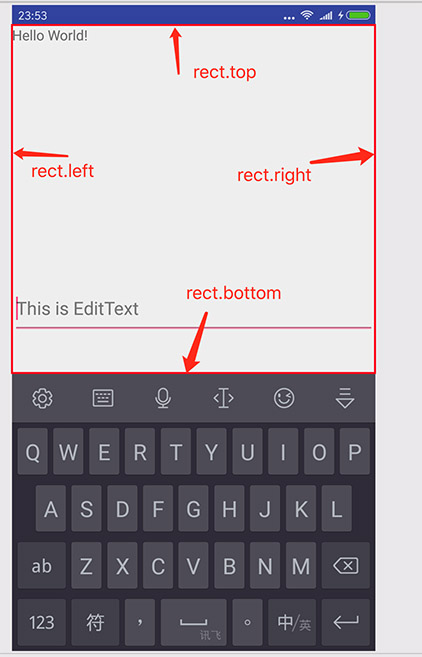 23:53
Hello World!
rect.top
rect.left
rect.right
rect.bottom
This is EditText
Q W E R T Y U I O P
A S D F G H J K L
ab Z X C V B N M
123 符 ， 讯飞 。 中/英